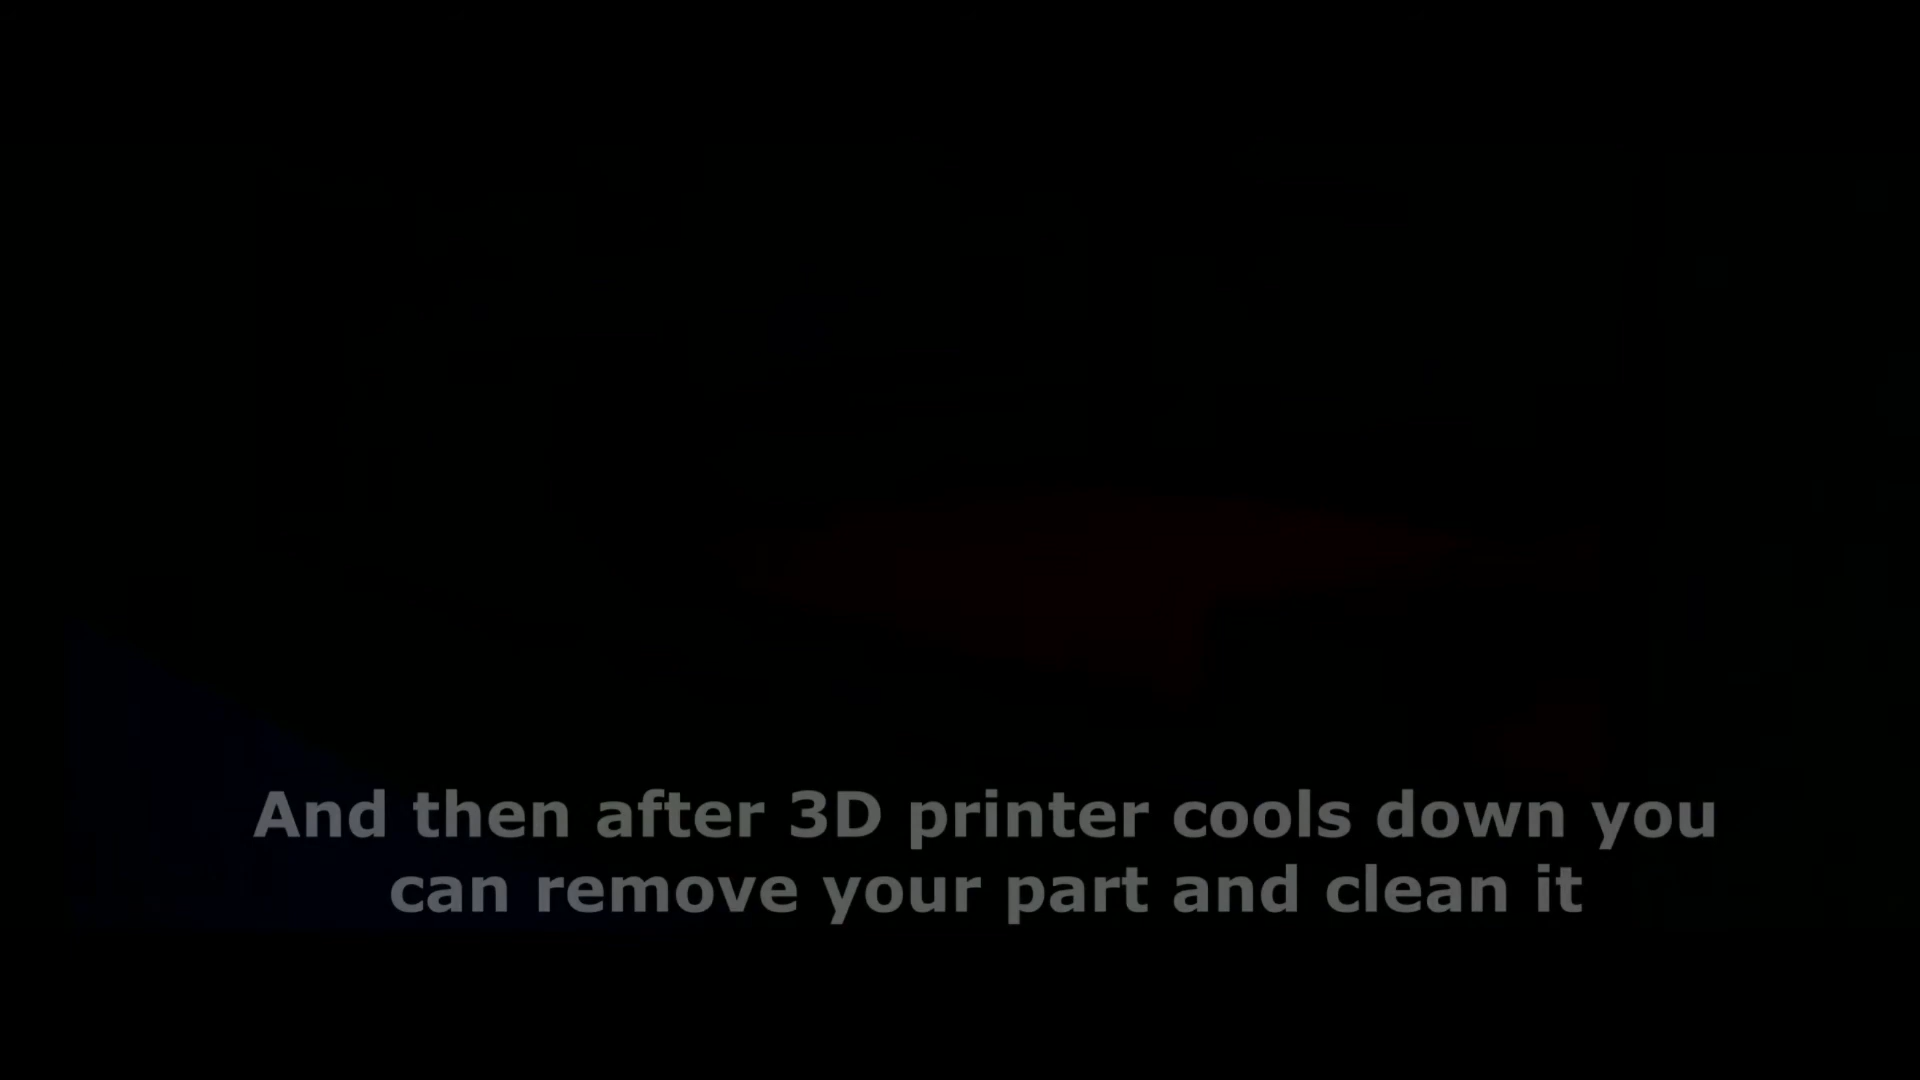 And then after 3D printer cools down you
can remove your part and clean it